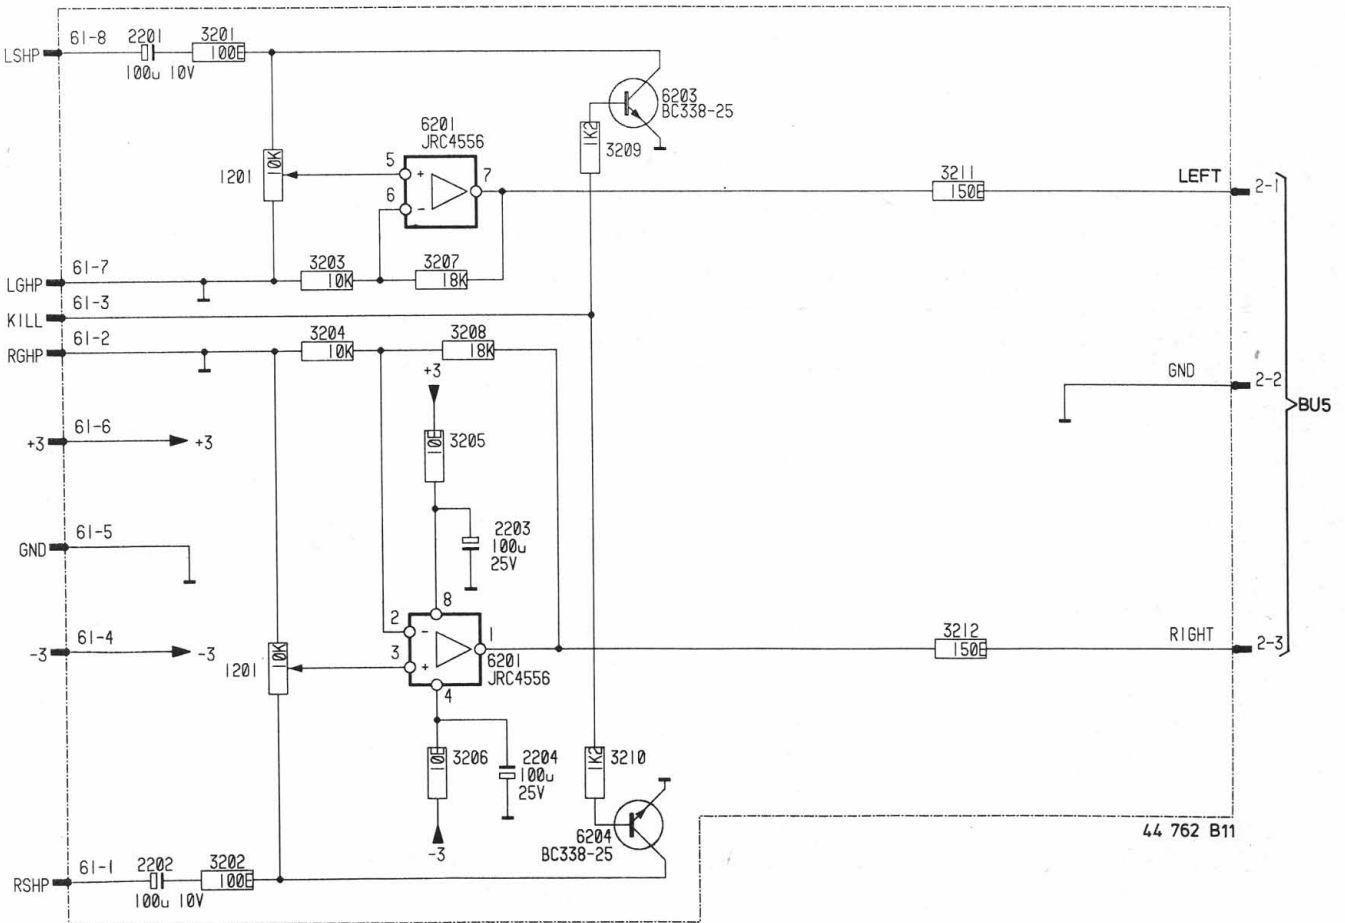 LSHP 61-8 2201 3201
100E
100u 10V
6203
BC338-25
1K2 3209
6201
JRC4556
1201 10K
5 +
6 -
7
3211
150E
LEFT 2-1
LGHP 61-7
3203 3207
10K 18K
KILL 61-3
RGHP 61-2
3204 3208
10K 18K
+3
GND 2-2
BU5
10E 3205
+3 61-6 +3
GND 61-5
2203
100u
25V
8
2 -
3 +
1
4
6201
JRC4556
-3 61-4 -3
1201 10K
3212
150E
RIGHT 2-3
10E 3206
2204
100u
25V
-3
1K2 3210
6204
BC338-25
44 762 B11
RSHP 61-1 2202 3202
100E
100u 10V